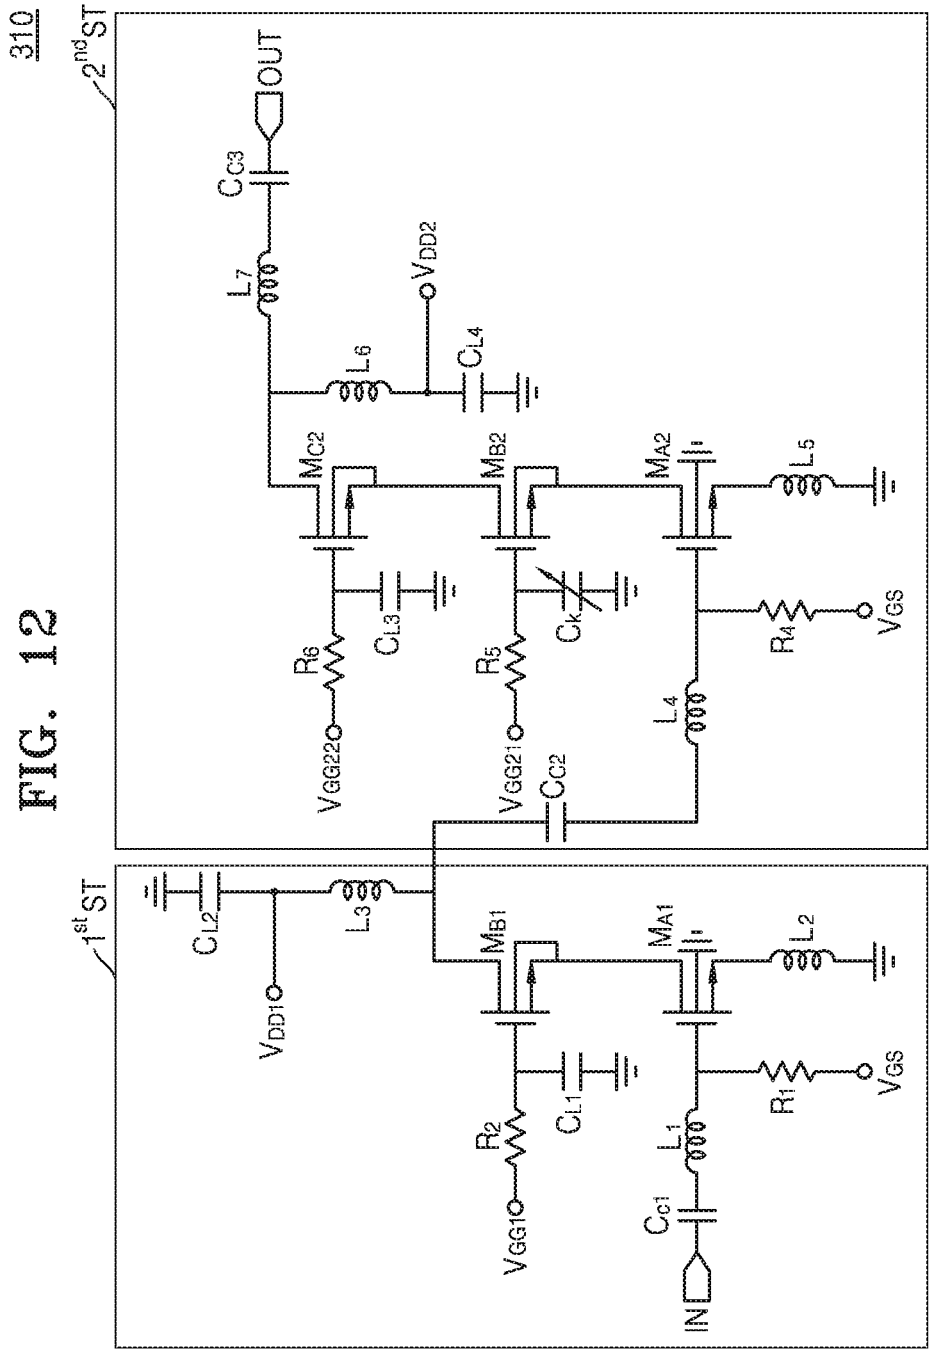 310
FIG. 12
1st ST
2nd ST
CL2
VDD1
L3
MB1
VGG1
R2
CL1
MA1
L2
IN
Cc1
L1
R1
VGS
CC2
L4
R4
VGS
VGG22
R6
CL3
MC2
VGG21
R5
Ck
MB2
MA2
L5
L6
VDD2
CL4
L7
CC3
OUT